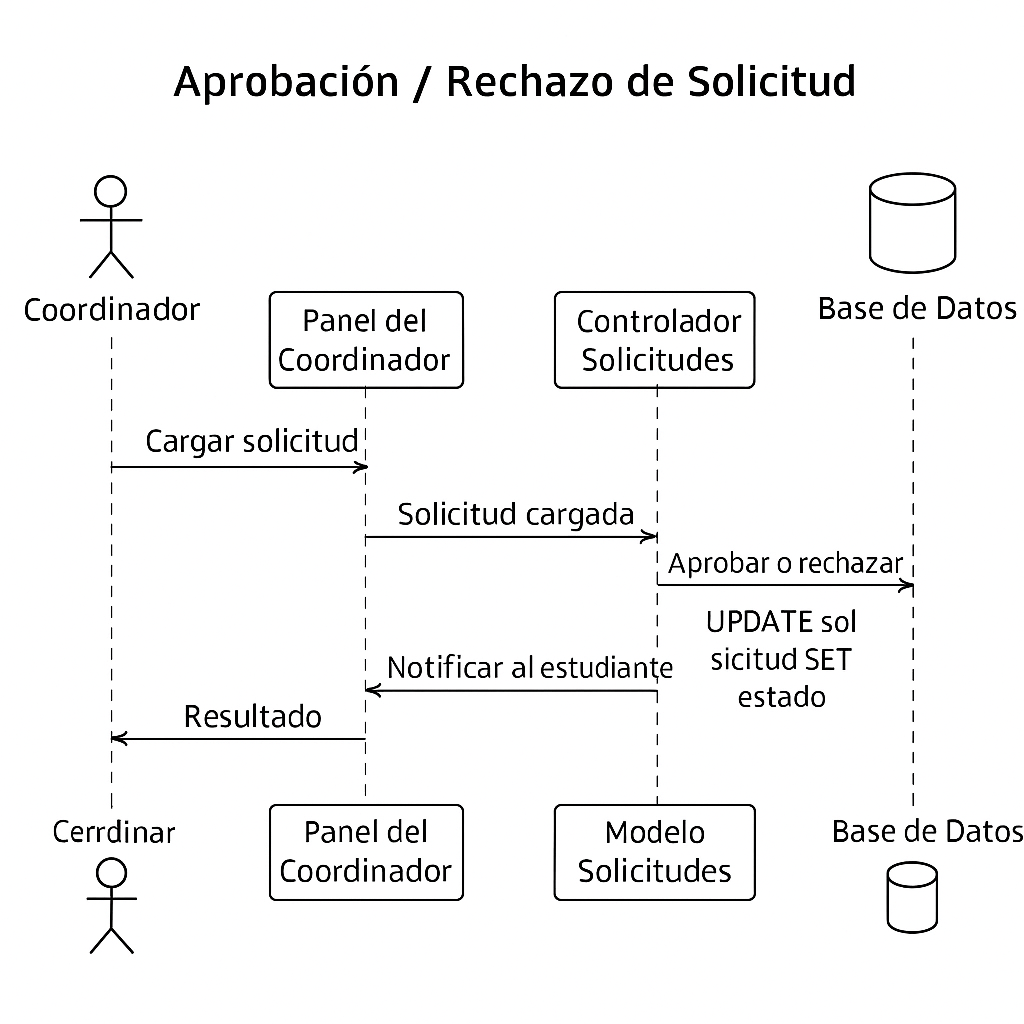 Aprobación / Rechazo de Solicitud
Coordinador
Panel del
Coordinador
Controlador
Solicitudes
Base de Datos
Cargar solicitud
Solicitud cargada
Aprobar o rechazar
UPDATE sol
sicitud SET
estado
Notificar al estudiante
Resultado
Cerrdinar
Panel del
Coordinador
Modelo
Solicitudes
Base de Datos